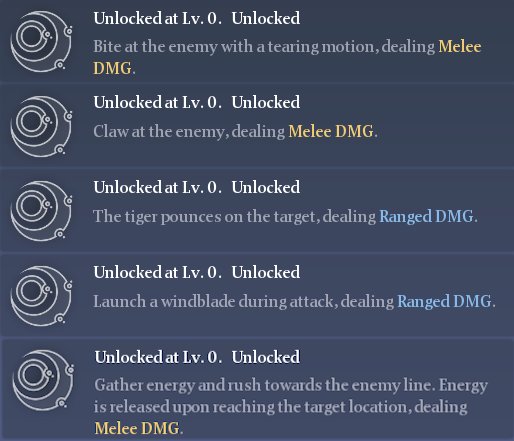 Unlocked at Lv. 0. Unlocked
Bite at the enemy with a tearing motion, dealing Melee
DMG.
Unlocked at Lv. 0. Unlocked
Claw at the enemy, dealing Melee DMG.
Unlocked at Lv. 0. Unlocked
The tiger pounces on the target, dealing Ranged DMG.
Unlocked at Lv. 0. Unlocked
Launch a windblade during attack, dealing Ranged DMG.
Unlocked at Lv. 0. Unlocked
Gather energy and rush towards the enemy line. Energy
is released upon reaching the target location, dealing
Melee DMG.